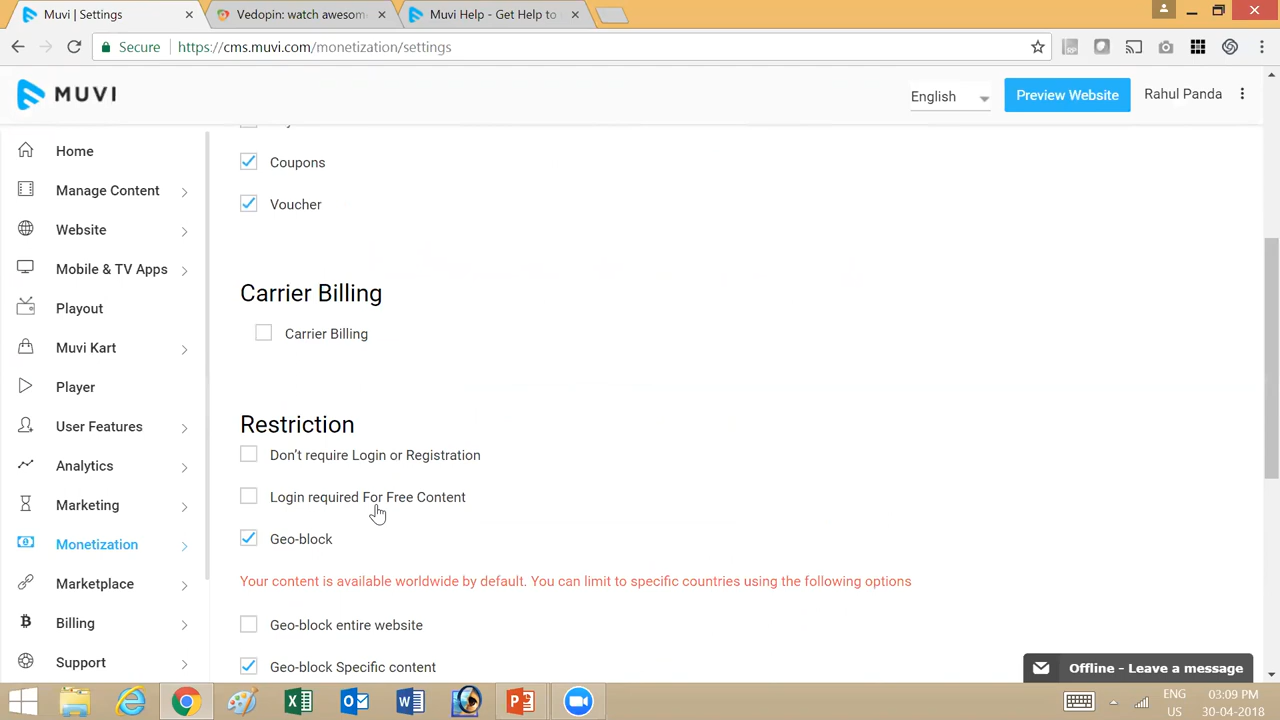 Muvi | Settings
Vedopin: watch awesom
Muvi Help - Get Help to
Secure
https://cms.muvi.com/monetization/settings
MUVI
English
Preview Website
Rahul Panda
Home
Manage Content
Website
Mobile & TV Apps
Playout
Muvi Kart
Player
User Features
Analytics
Marketing
Monetization
Marketplace
Billing
Support
Coupons
Voucher
Carrier Billing
Carrier Billing
Restriction
Don't require Login or Registration
Login required For Free Content
Geo-block
Your content is available worldwide by default. You can limit to specific countries using the following options
Geo-block entire website
Geo-block Specific content
Offline - Leave a message
ENG
US
03:09 PM
30-04-2018